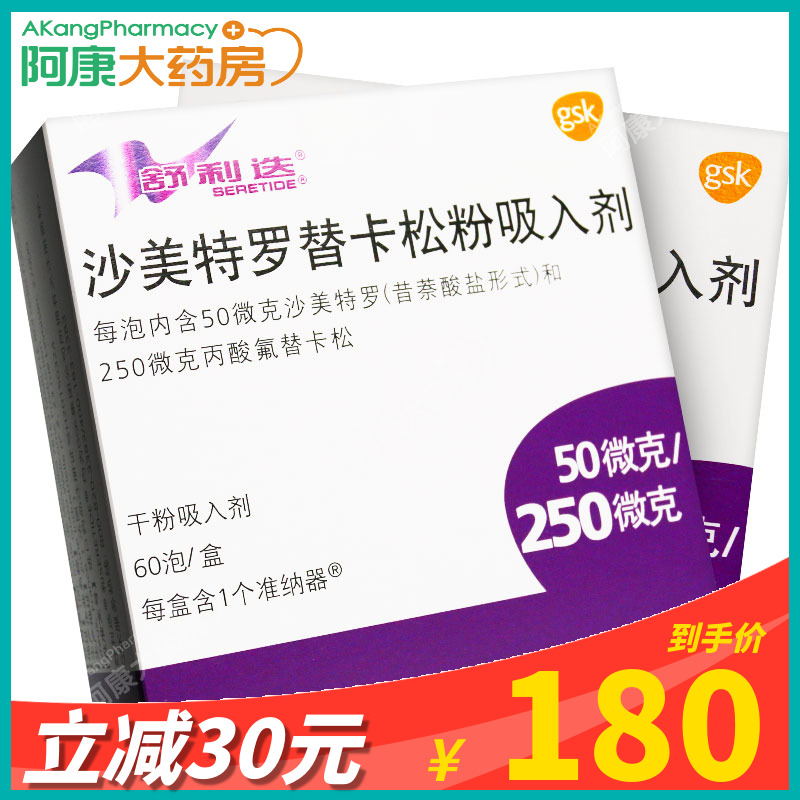 AKangPharmacy
阿康大药房
gsk
gsk
舒利迭®
SERETIDE®
沙美特罗替卡松粉吸入剂
入剂
每泡内含50微克沙美特罗(昔萘酸盐形式)和
250微克丙酸氟替卡松
50微克/
250微克
克/
干粉吸入剂
60泡/盒
每盒含1个准纳器®
到手价
立减30元
¥180